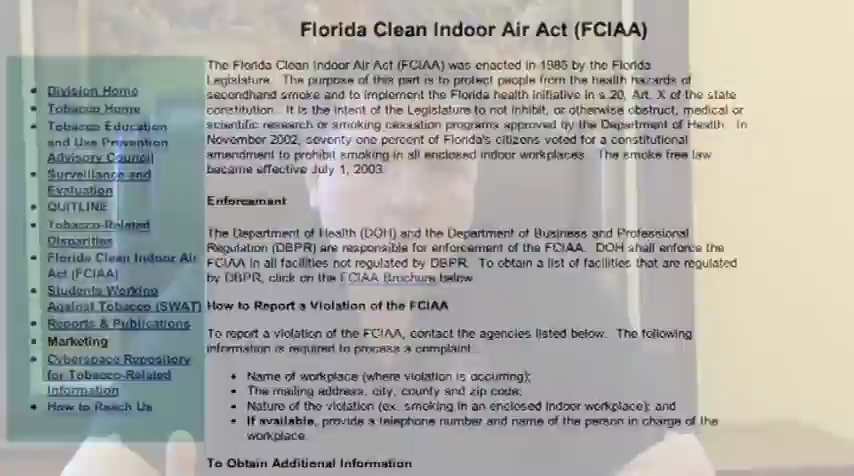 Florida Clean Indoor Air Act (FCIAA)
Division Home
Tobacco Home
Tobacco Education
and Use Prevention
Advisory Council
Surveillance and
Evaluation
QUITLINE
Tobacco-Related
Disparities
Florida Clean Indoor Air
Act (FCIAA)
Students Working
Against Tobacco (SWAT)
Reports & Publications
Marketing
Cyberspace Repository
for Tobacco-Related
Information
How to Reach Us
The Florida Clean Indoor Air Act (FCIAA) was enacted in 1985 by the Florida
Legislature. The purpose of this part is to protect people from the health hazards of
secondhand smoke and to implement the Florida health initiative in s.20, Art. X of the state
constitution. It is the intent of the Legislature to not inhibit, or otherwise obstruct, medical or
scientific research or smoking cessation programs approved by the Department of Health. In
November 2002, seventy one percent of Florida's citizens voted for a constitutional
amendment to prohibit smoking in all enclosed indoor workplaces. The smoke free law
became effective July 1, 2003.
Enforcement
The Department of Health (DOH) and the Department of Business and Professional
Regulation (DBPR) are responsible for enforcement of the FCIAA. DOH shall enforce the
FCIAA in all facilities not regulated by DBPR. To obtain a list of facilities that are regulated
by DBPR, click on the FCIAA Brochure below.
How to Report a Violation of the FCIAA
To report a violation of the FCIAA, contact the agencies listed below. The following
information is required to process a complaint.
Name of workplace (where violation is occurring);
The mailing address, city, county and zip code;
Nature of the violation (ex. smoking in an enclosed indoor workplace); and
If available, provide a telephone number and name of the person in charge of the
workplace.
To Obtain Additional Information